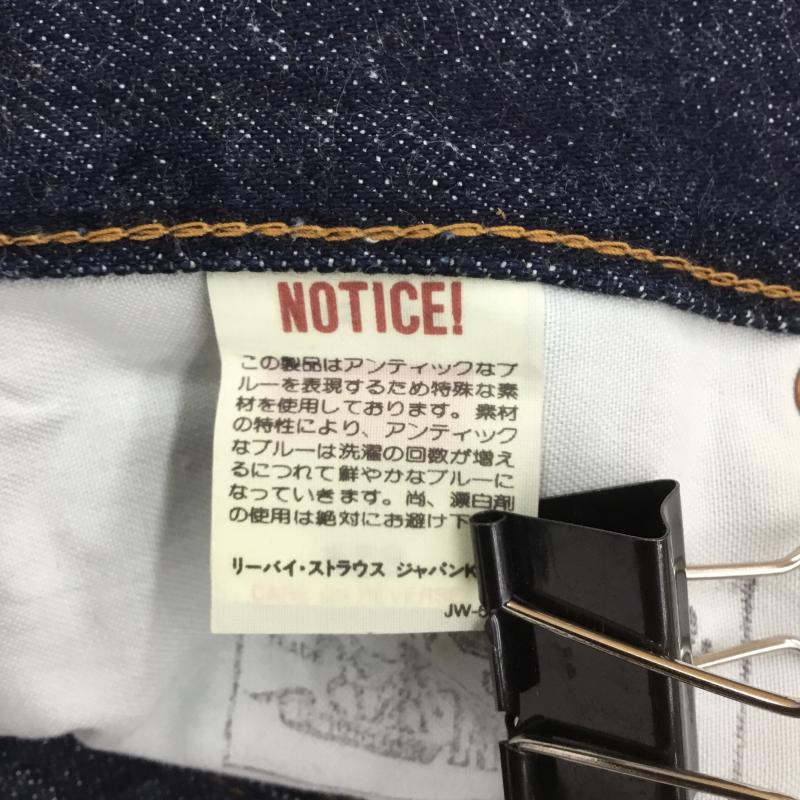 NOTICE!
この製品はアンティックなブ
ルーを表現するため特殊な素
材を使用しております。素材
の特性により、アンティック
なブルーは洗濯の回数が増え
るにつれて鮮やかなブルーに
なっていきます。尚、漂白剤
の使用は絶対にお避け下
リーバイ・ストラウス ジャパンK
CARE ON REVERSE
JW-